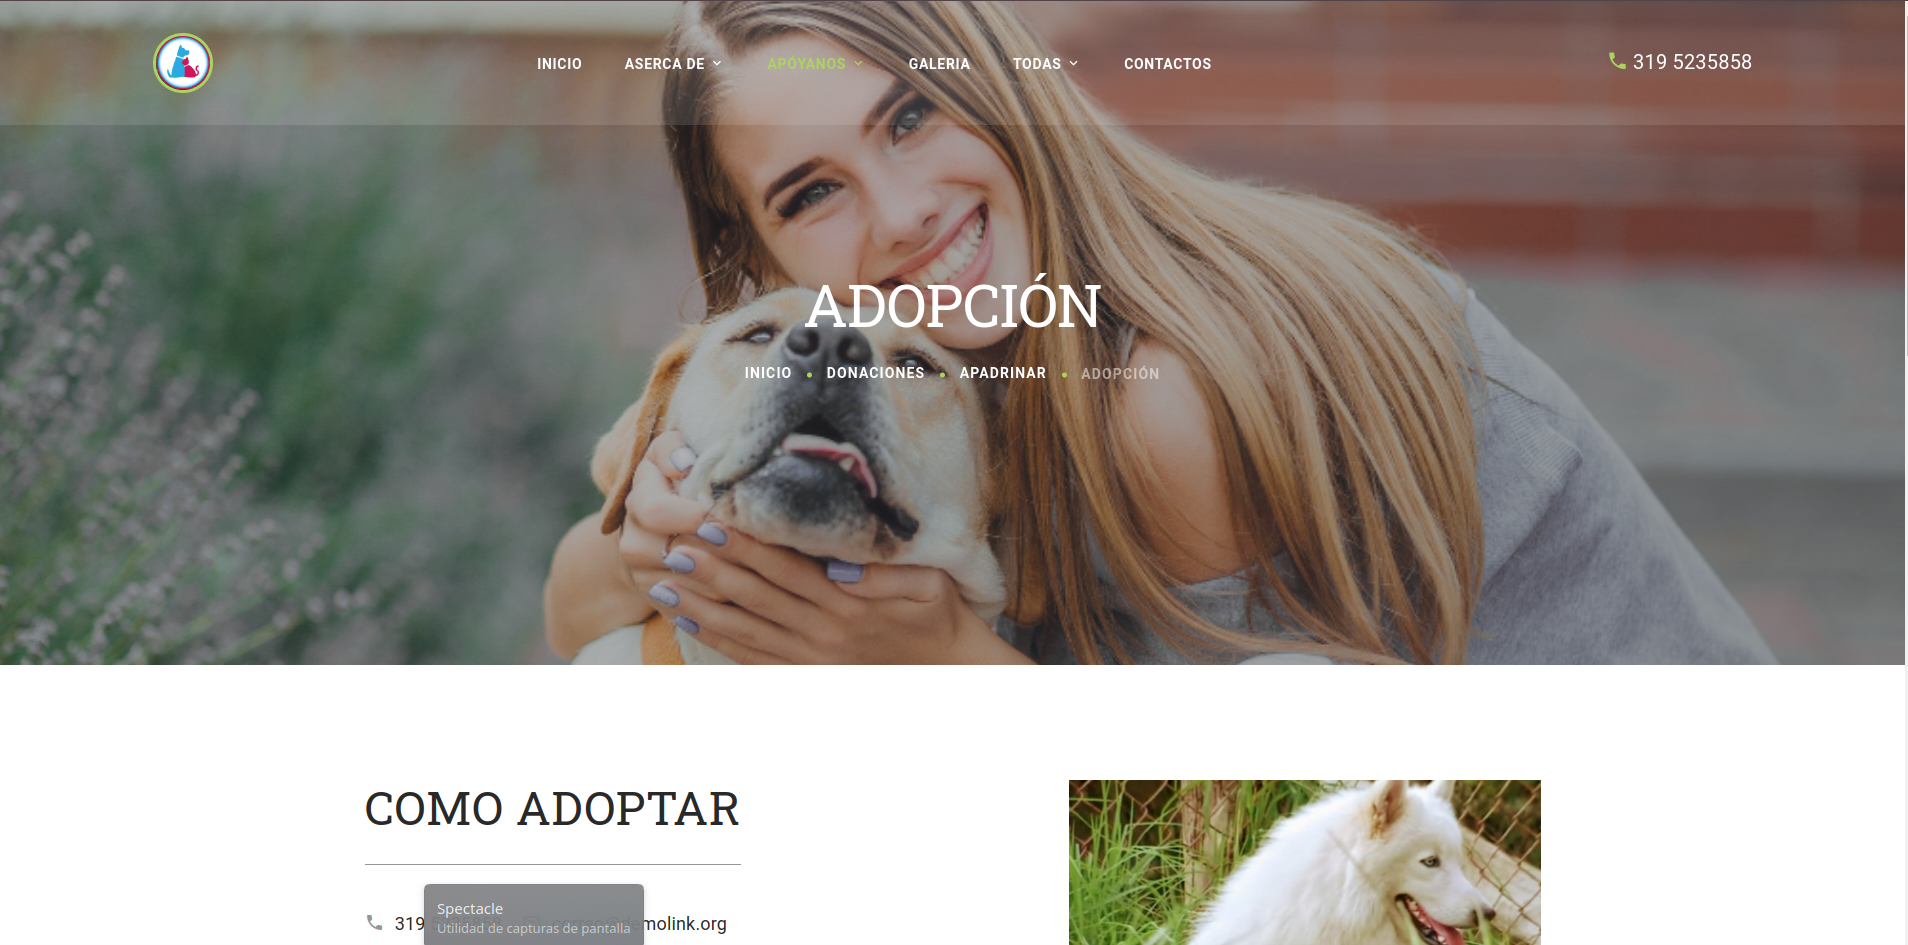 INICIO
ASERCA DE
APÓYANOS
GALERIA
TODAS
CONTACTOS
319 5235858
ADOPCIÓN
INICIO • DONACIONES • APADRINAR • ADOPCIÓN
COMO ADOPTAR
319
molink.org
Spectacle
Utilidad de capturas de pantalla